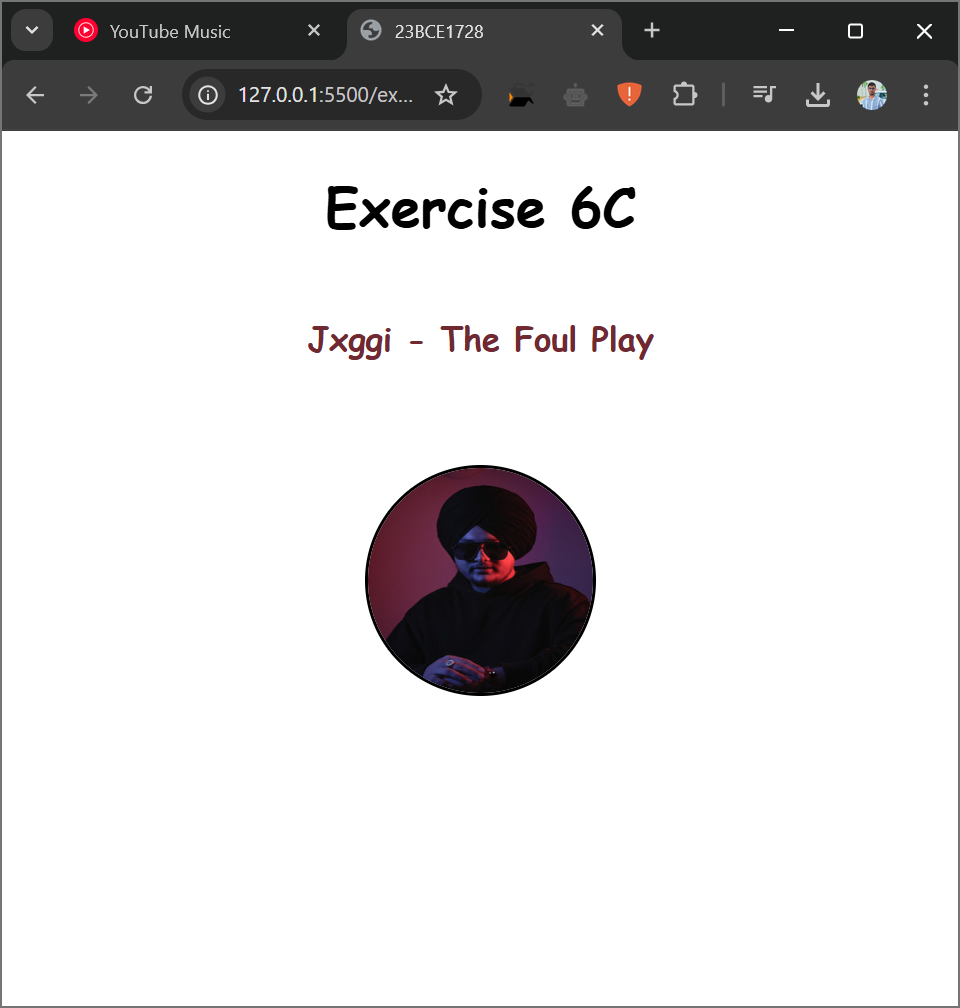 YouTube Music
23BCE1728
127.0.0.1:5500/ex...
Exercise 6C
Jxggi - The Foul Play